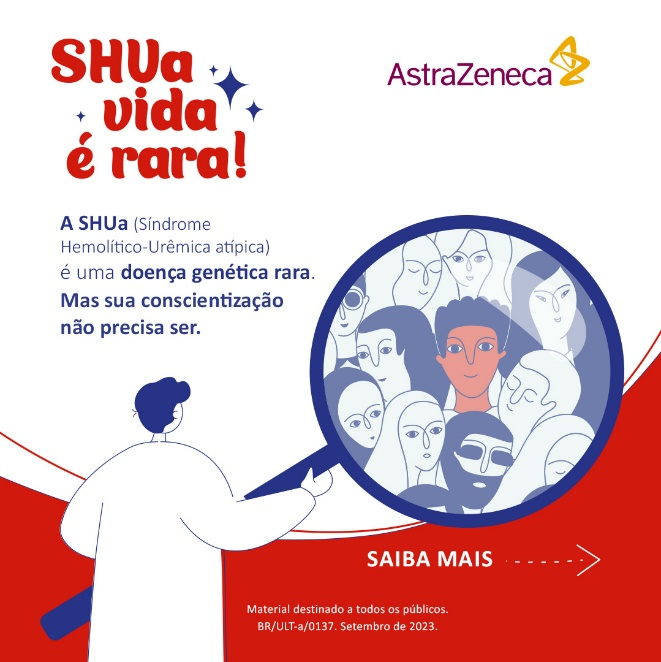 SHUa
vida
é rara!
AstraZeneca
A SHUa (Síndrome
Hemolítico-Urêmica atípica)
é uma doença genética rara.
Mas sua conscientização
não precisa ser.
SAIBA MAIS
Material destinado a todos os públicos.
BR/ULT-a/0137. Setembro de 2023.